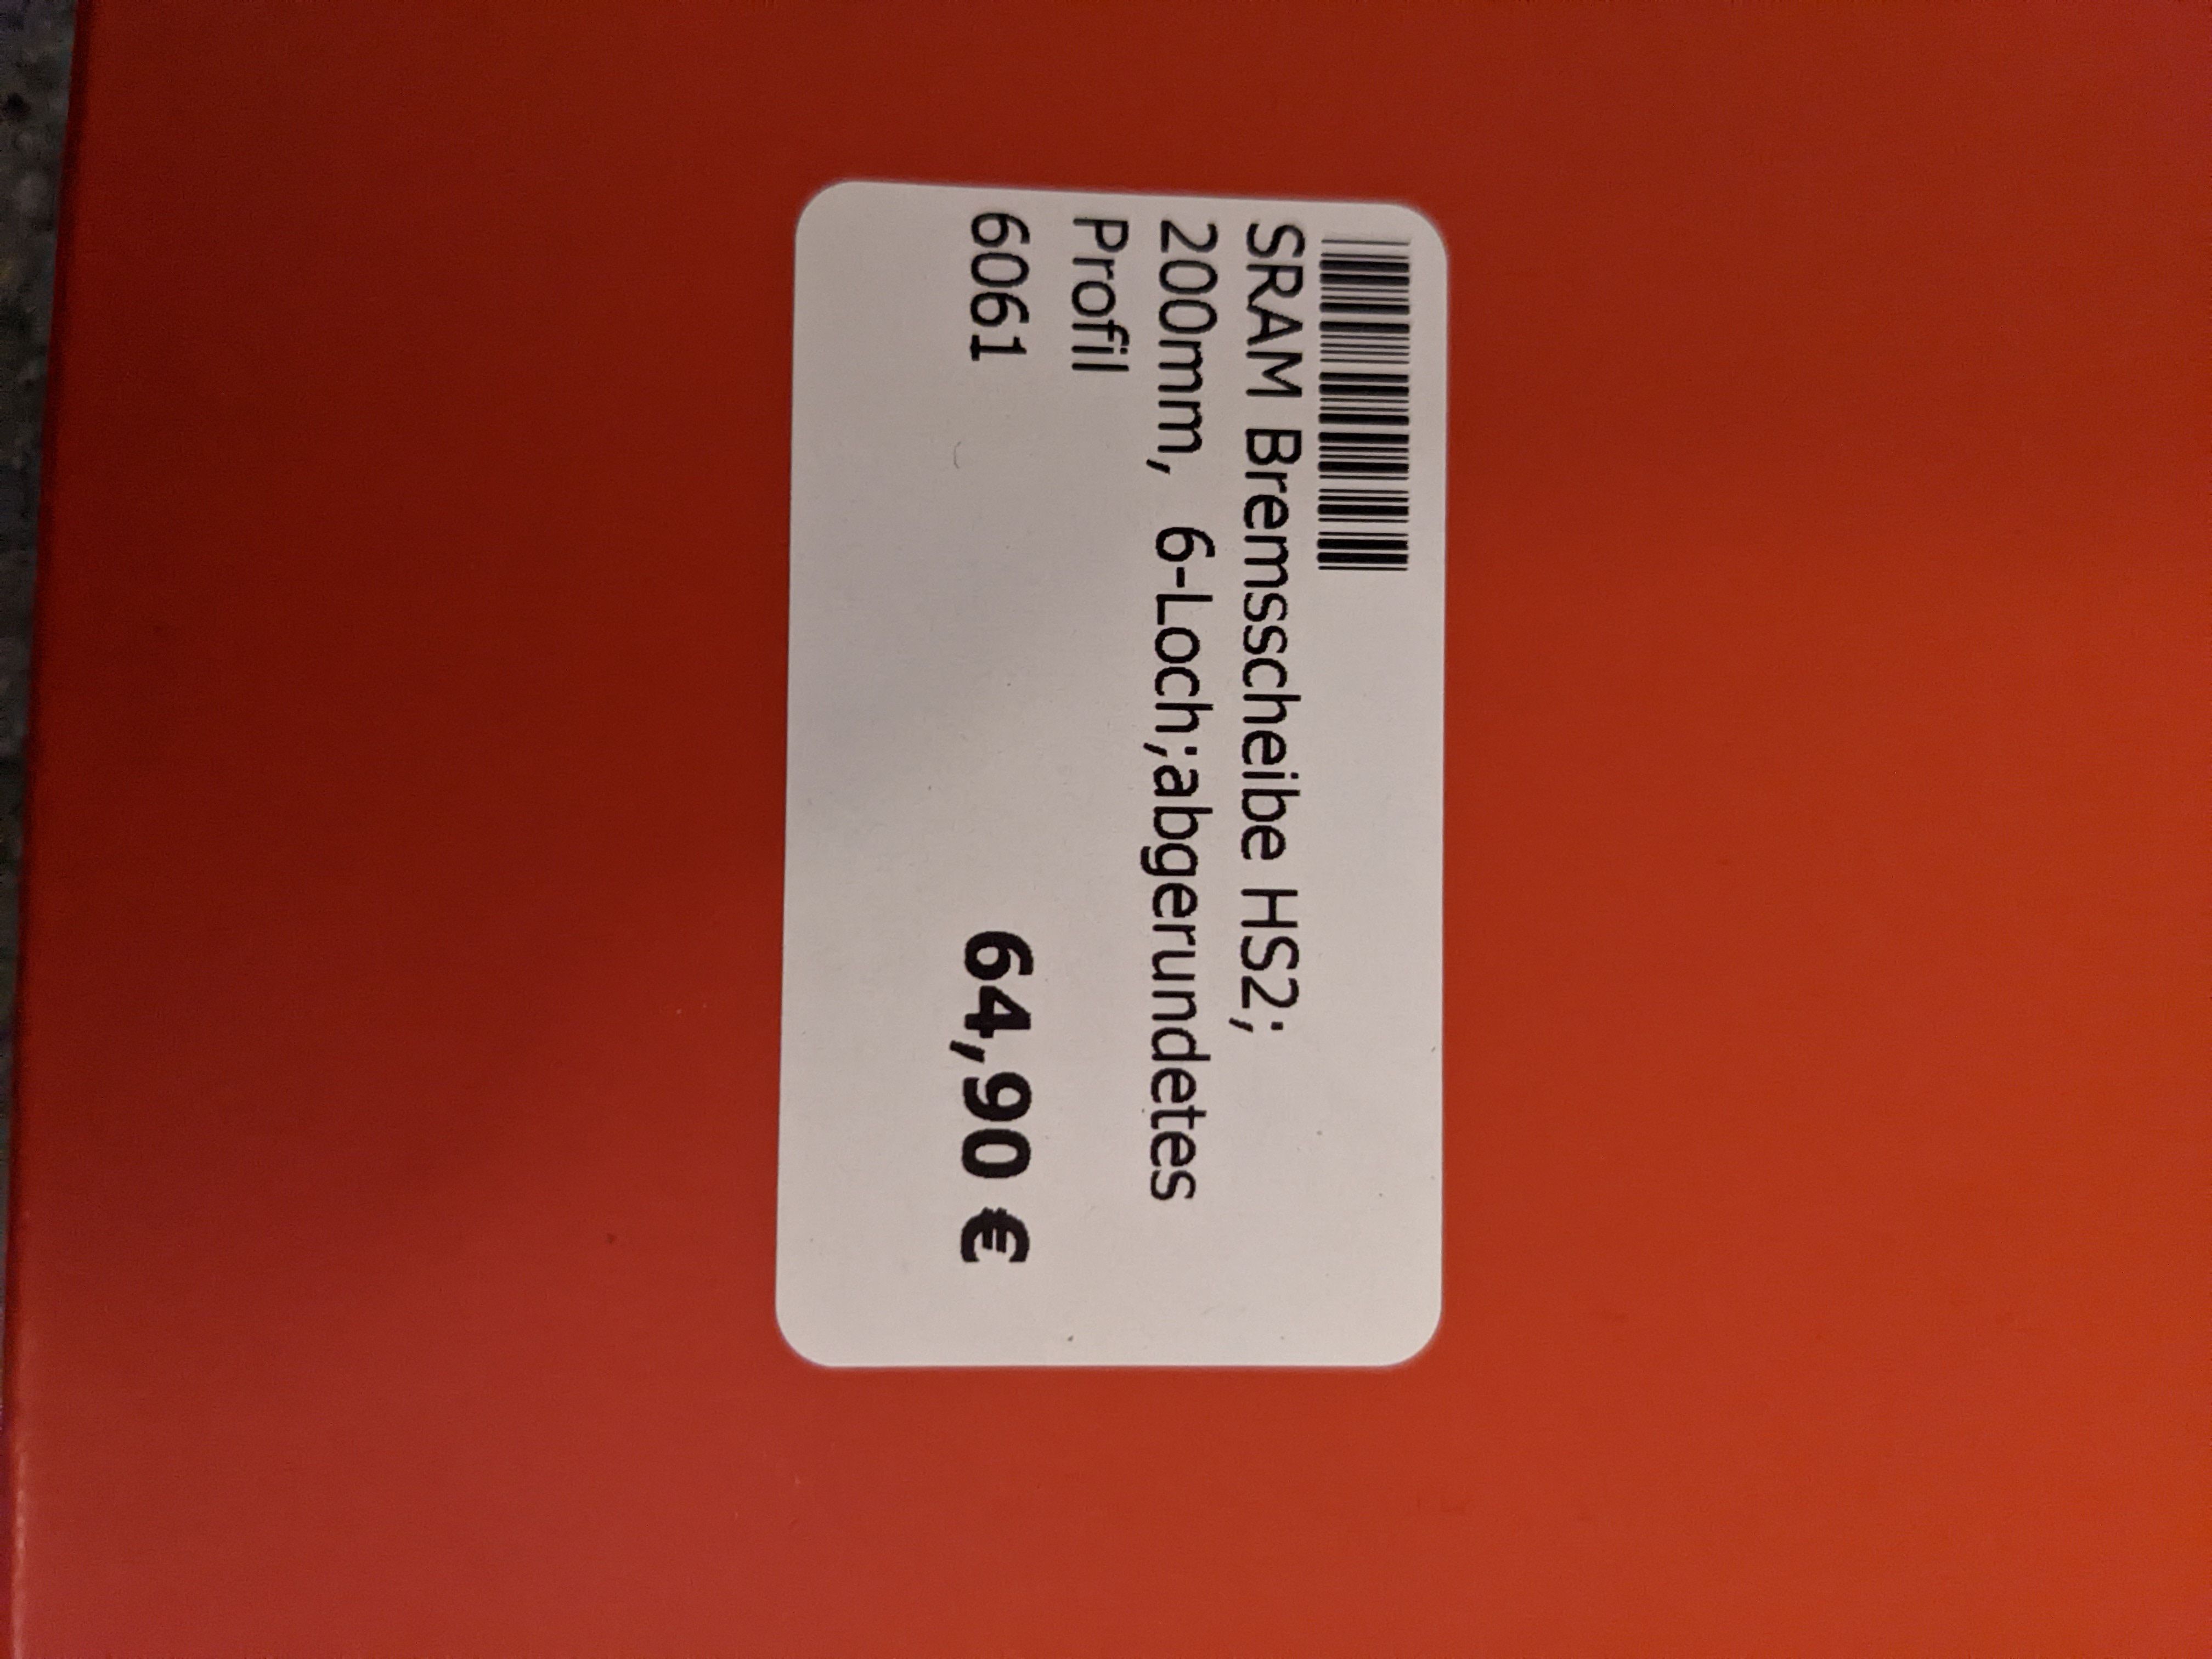 SRAM Bremsscheibe HS2;
200mm, 6-Loch;abgerundetes
Profil
6061
64,90 €